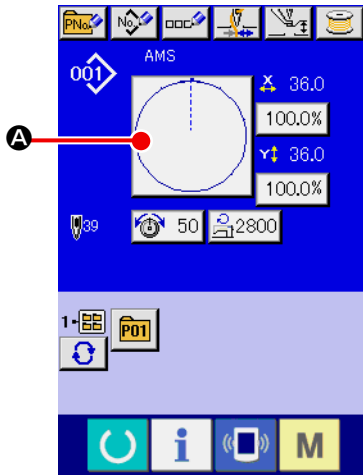 PNo. No.
001 AMS
X 36.0
100.0%
A
Y 36.0
100.0%
39 50 2800
1 P01
i M